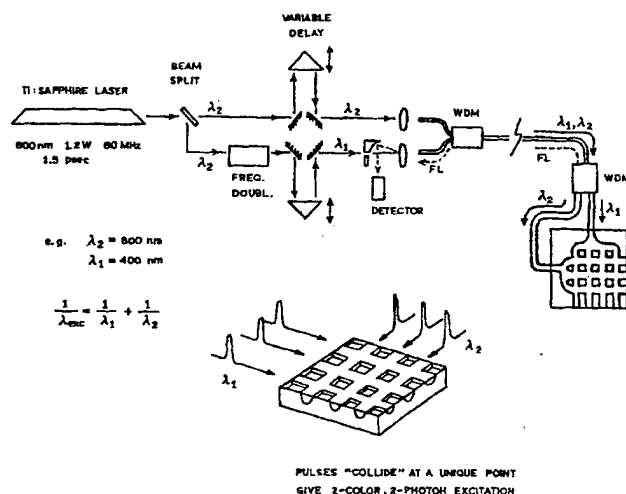 VARIABLE
DELAY
BEAM
SPLIT
TI:SAPPHIRE LASER
800nm 1.2W 80 MHz
1.5 psec
λ2
λ2
λ2
FREQ.
DOUBL.
λ1
DETECTOR
WDM
FL
λ1, λ2
FL
WDM
λ2
λ1
e.g. λ2 = 800 nm
λ1 = 400 nm
1/λexc = 1/λ1 + 1/λ2
λ1
λ2
PULSES "COLLIDE" AT A UNIQUE POINT
GIVE 2-COLOR, 2-PHOTON EXCITATION